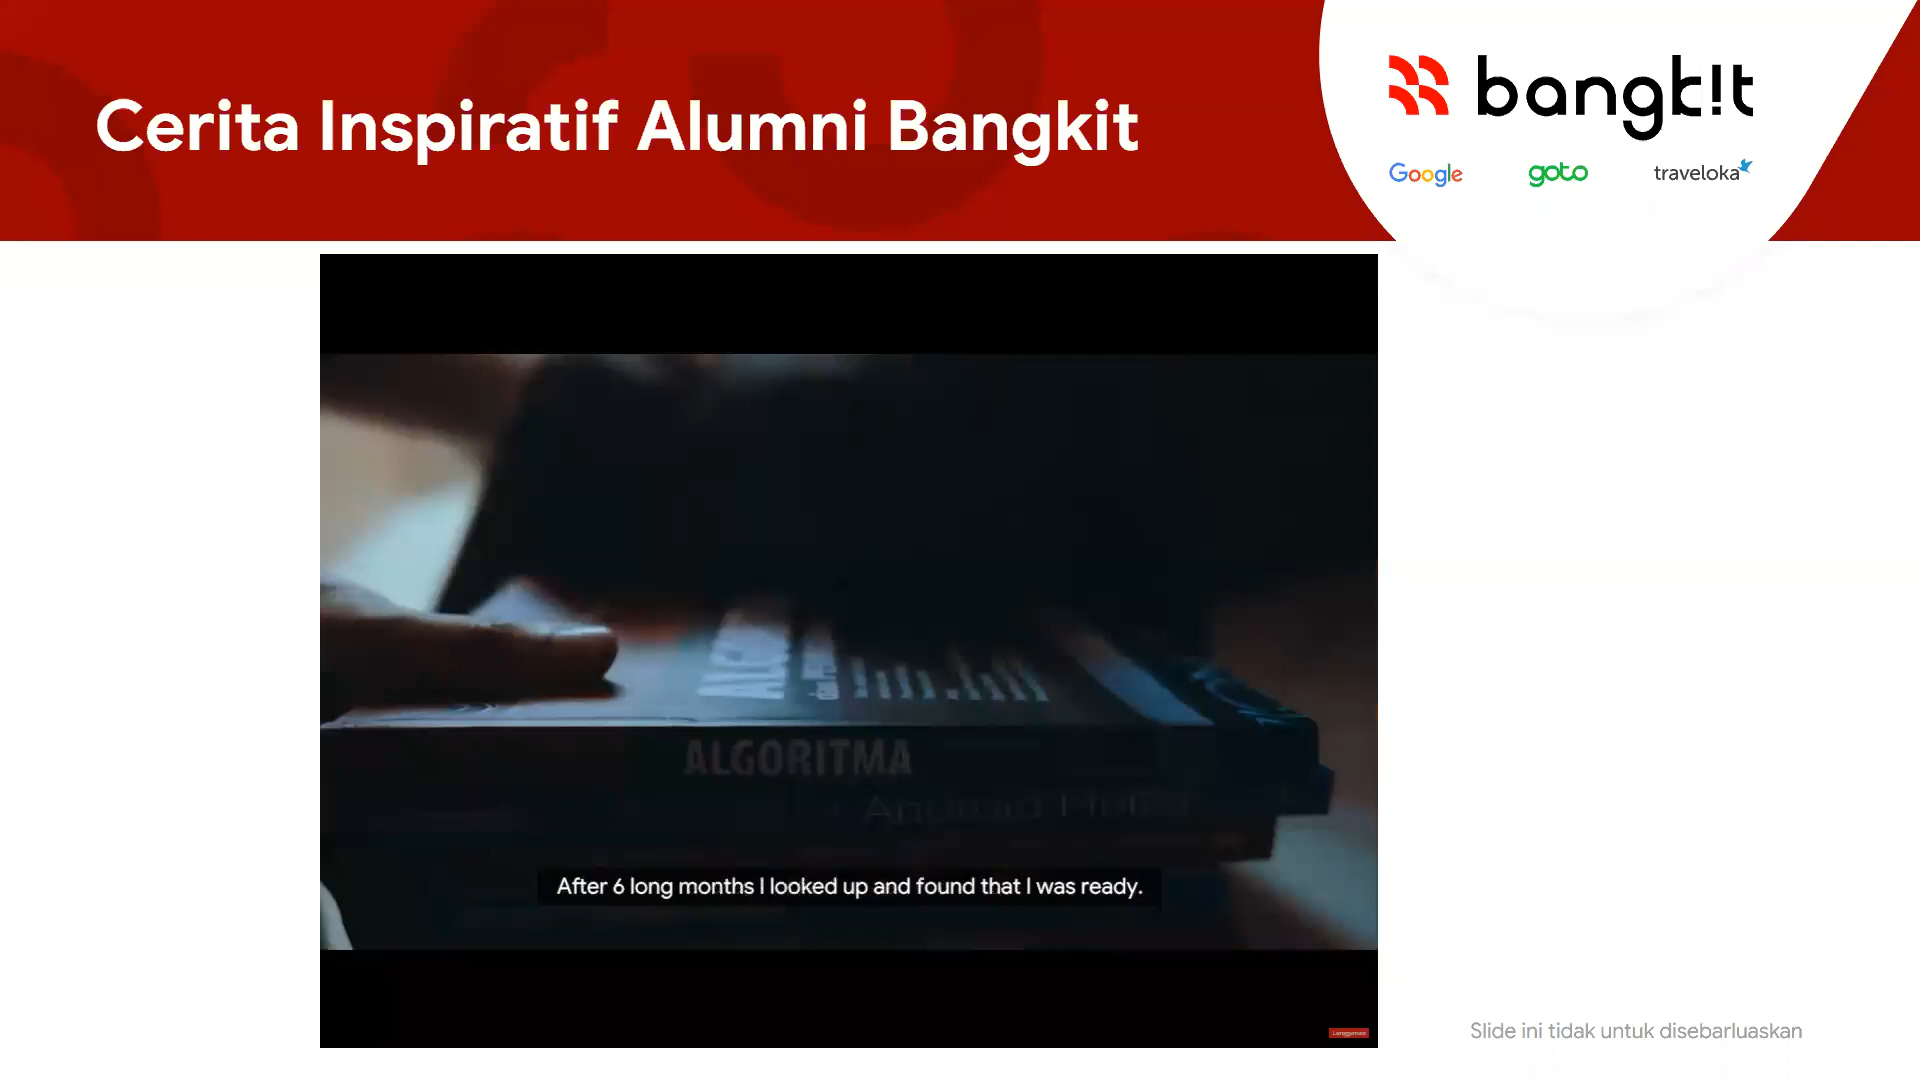 Cerita Inspiratif Alumni Bangkit
bangk!t
Google goto traveloka
ALGORITMA
After 6 long months I looked up and found that I was ready.
Slide ini tidak untuk disebarluaskan